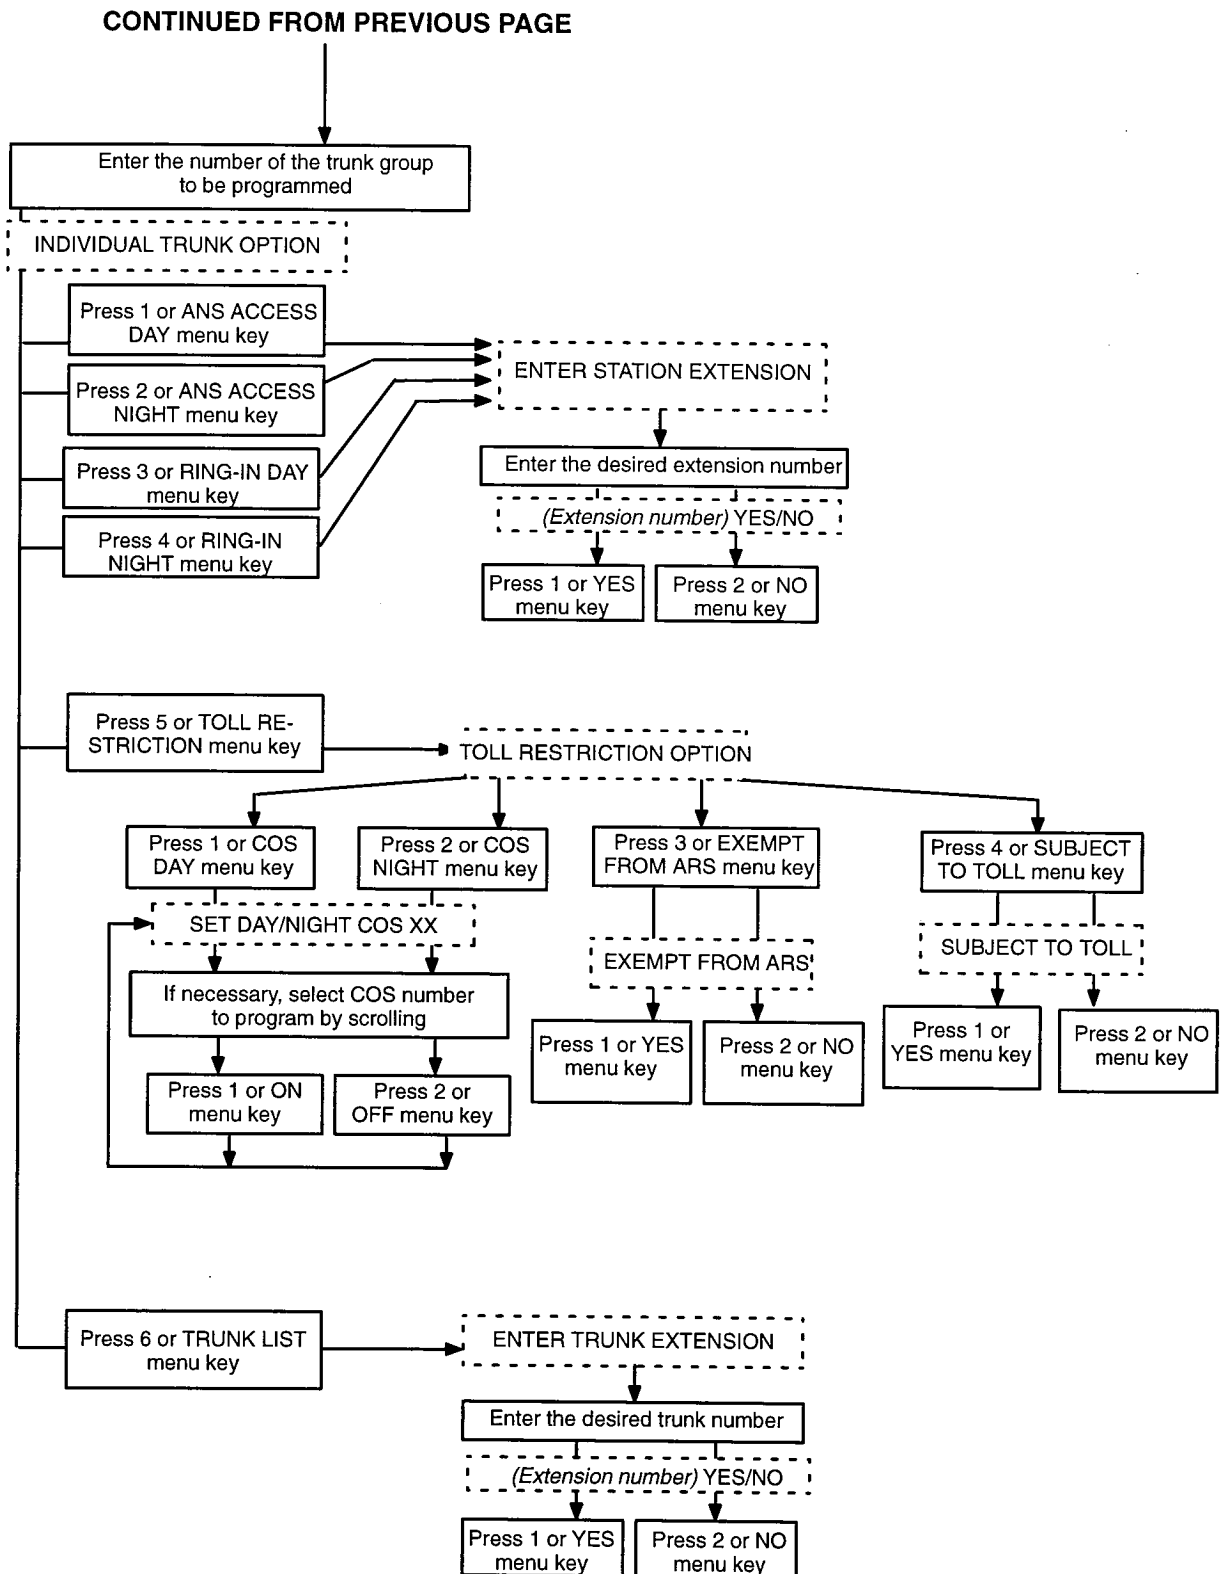 CONTINUED FROM PREVIOUS PAGE
Enter the number of the trunk group
to be programmed
INDIVIDUAL TRUNK OPTION
Press 1 or ANS ACCESS
DAY menu key
Press 2 or ANS ACCESS
NIGHT menu key
Press 3 or RING-IN DAY
menu key
Press 4 or RING-IN
NIGHT menu key
ENTER STATION EXTENSION
Enter the desired extension number
(Extension number) YES/NO
Press 1 or YES
menu key
Press 2 or NO
menu key
Press 5 or TOLL RE-
STRICTION menu key
TOLL RESTRICTION OPTION
Press 1 or COS
DAY menu key
Press 2 or COS
NIGHT menu key
Press 3 or EXEMPT
FROM ARS menu key
Press 4 or SUBJECT
TO TOLL menu key
SET DAY/NIGHT COS XX
EXEMPT FROM ARS
SUBJECT TO TOLL
If necessary, select COS number
to program by scrolling
Press 1 or ON
menu key
Press 2 or
OFF menu key
Press 1 or YES
menu key
Press 2 or NO
menu key
Press 1 or
YES menu key
Press 2 or NO
menu key
Press 6 or TRUNK LIST
menu key
ENTER TRUNK EXTENSION
Enter the desired trunk number
(Extension number) YES/NO
Press 1 or YES
menu key
Press 2 or NO
menu key